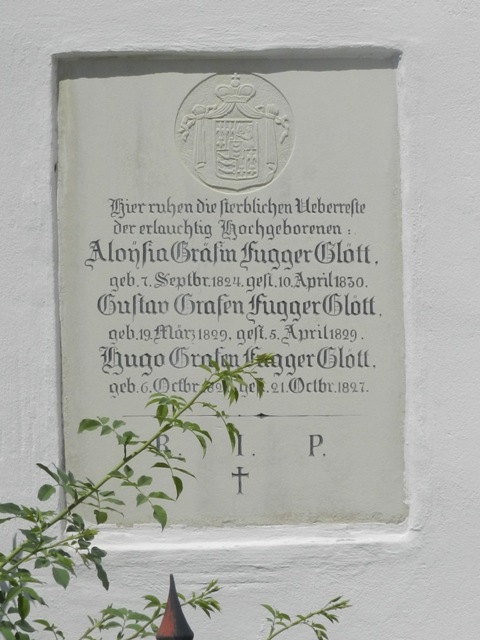 Hier ruhen die sterblichen Ueberreste
der erlauchtig Hochgeborenen :
Aloÿsia Gräfin Fugger Glött.
geb. 7. Septbr. 1824. gest. 10. April 1830.
Gustav Grafen Fugger Glött.
geb. 19. März 1829. gest. 5. April 1829.
Hugo Grafen Fugger Glött.
geb. 6. Octbr. 21. Octbr. 1827.
R. I. P.